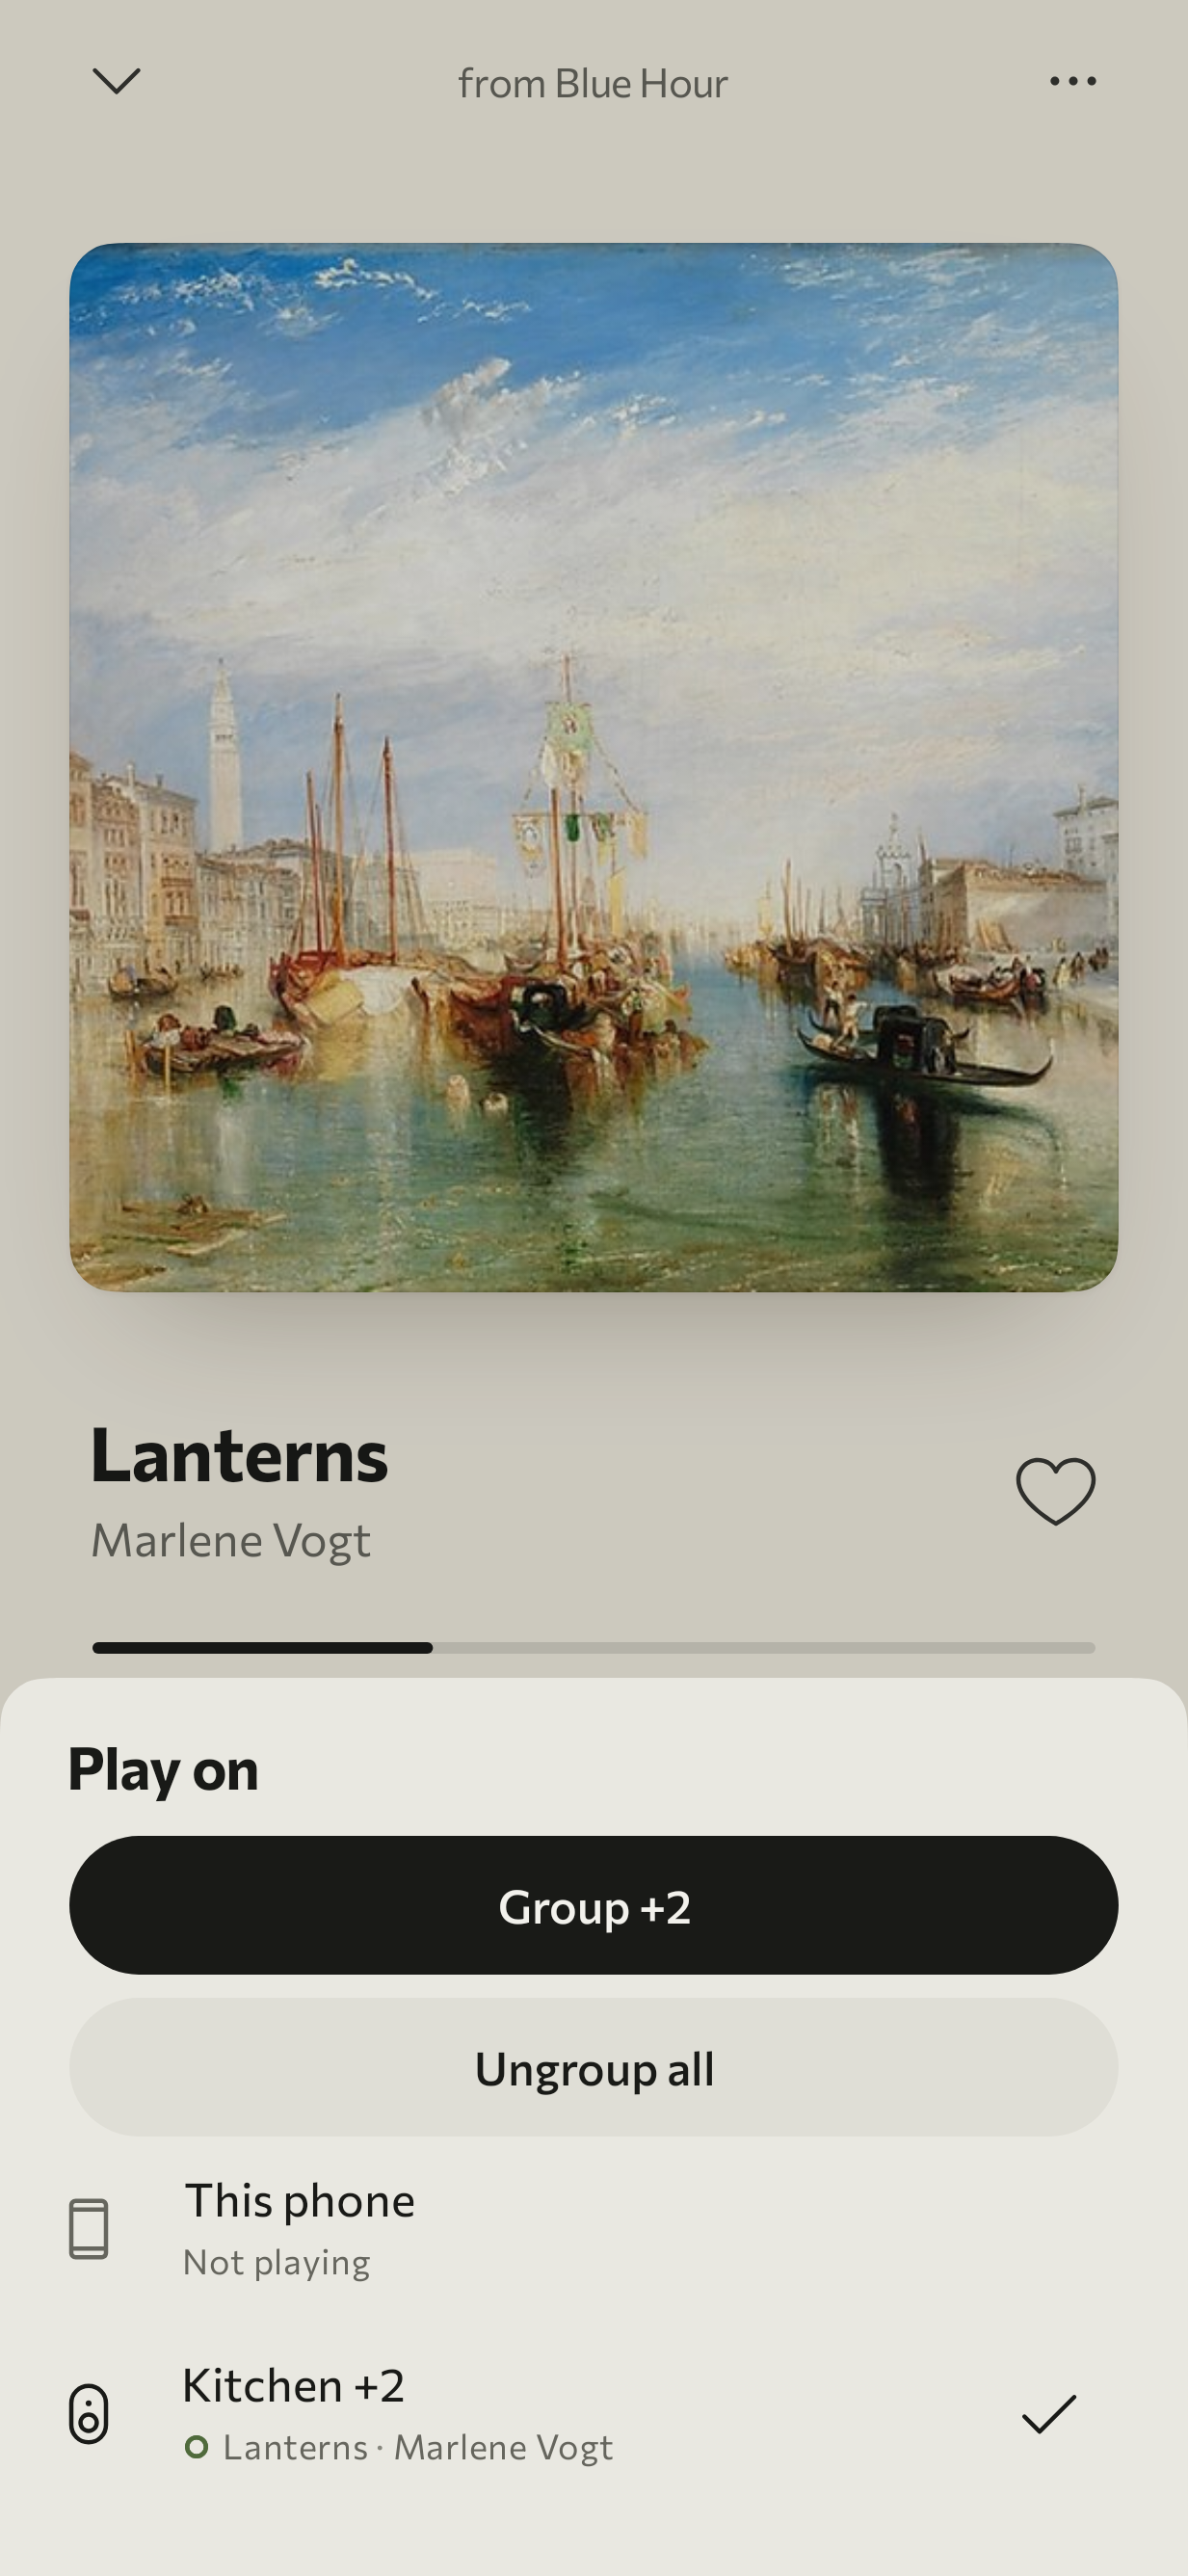 from Blue Hour
Lanterns
Marlene Vogt
Play on
Group +2
Ungroup all
This phone
Not playing
Kitchen +2
Lanterns · Marlene Vogt